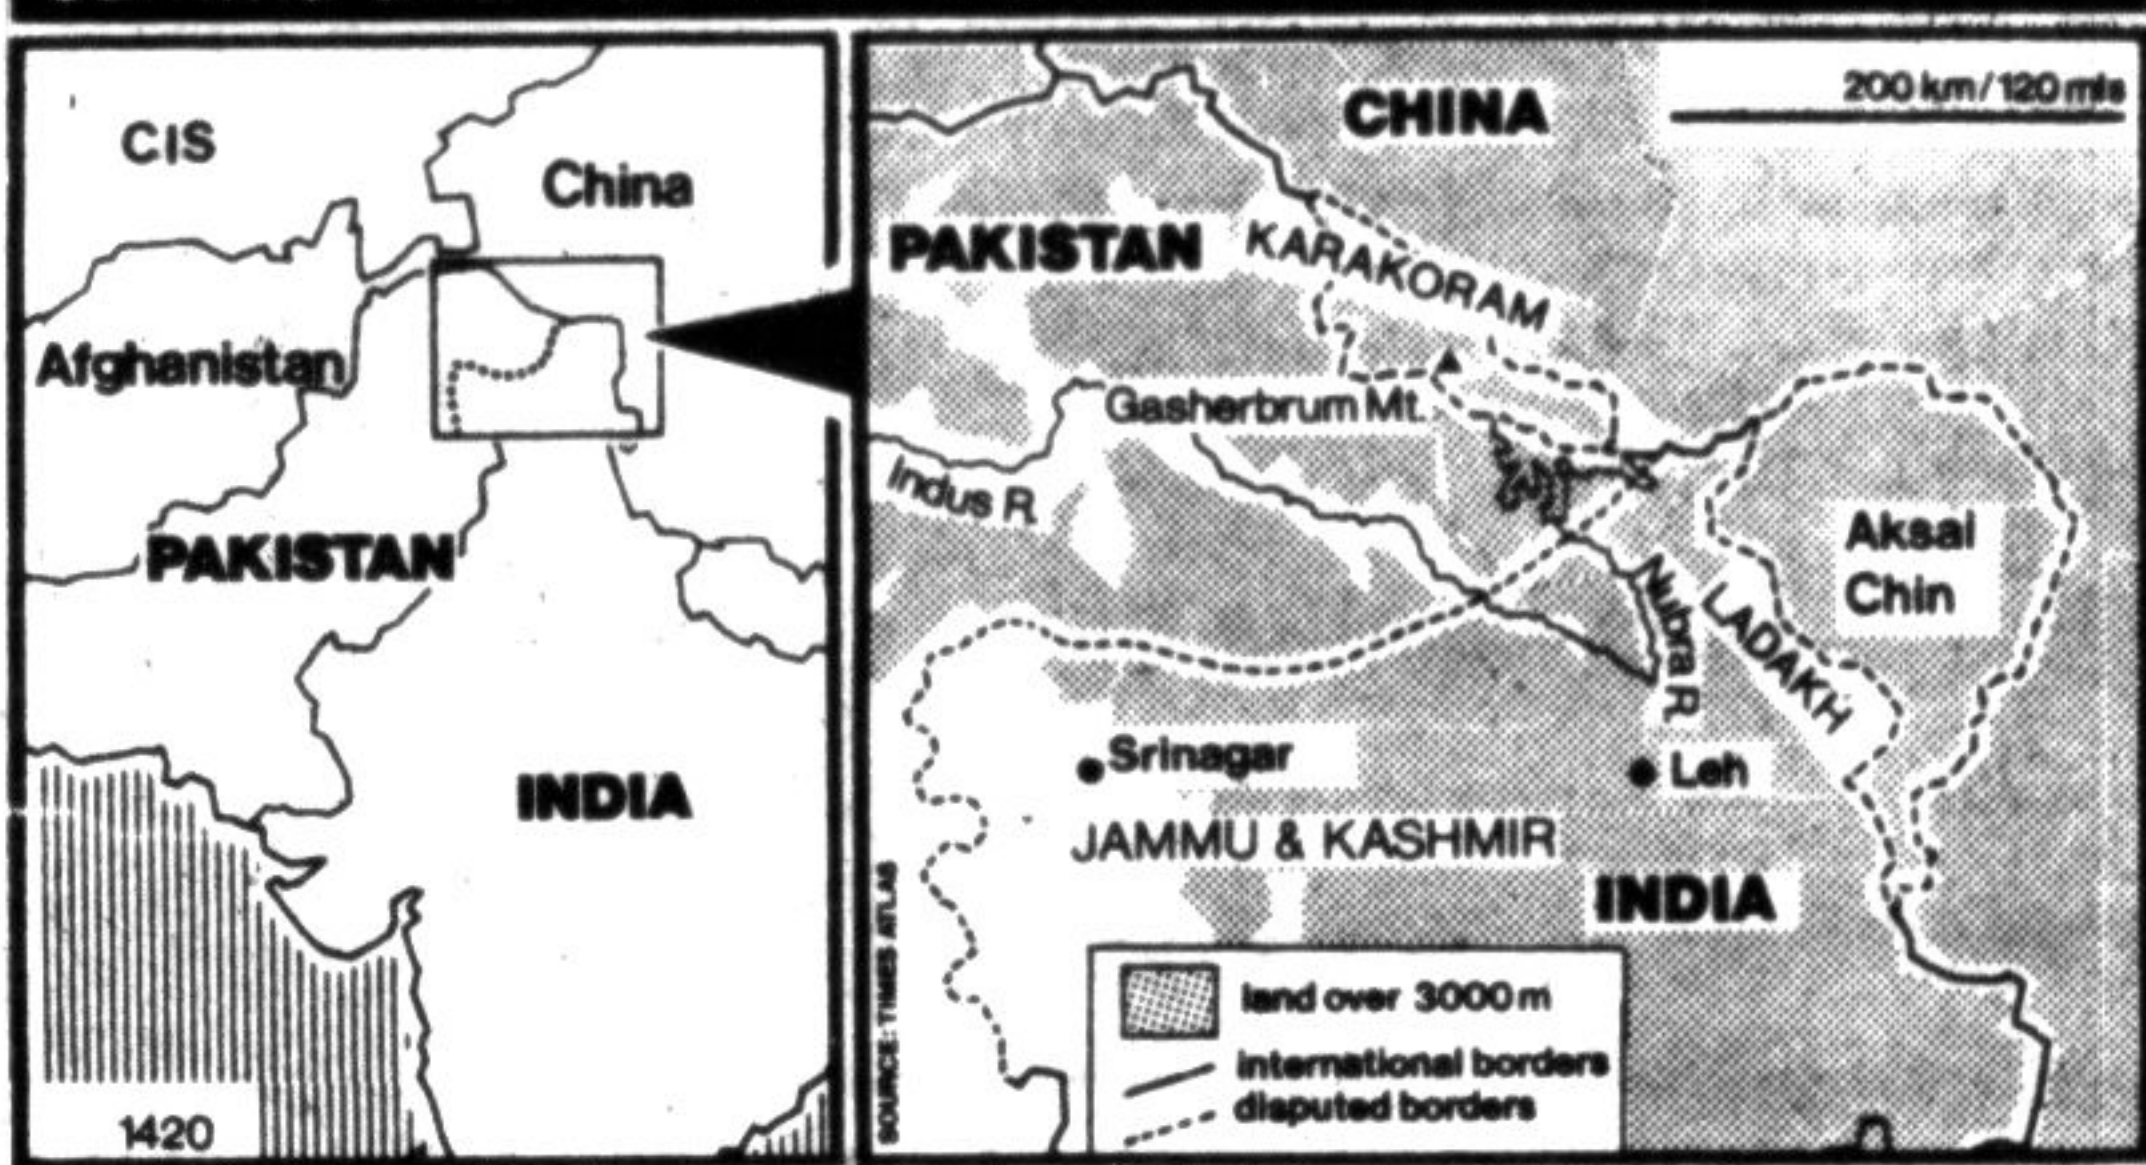 CIS
China
Afghanistan
PAKISTAN
INDIA
1420
CHINA
200 km/120 mls
PAKISTAN
KARAKORAM
Gasherbrum Mt.
Indus R.
Aksai
Chin
Nubra R.
LADAKH
Srinagar
Leh
JAMMU & KASHMIR
INDIA
SOURCE: TIMES ATLAS
land over 3000 m
international borders
disputed borders